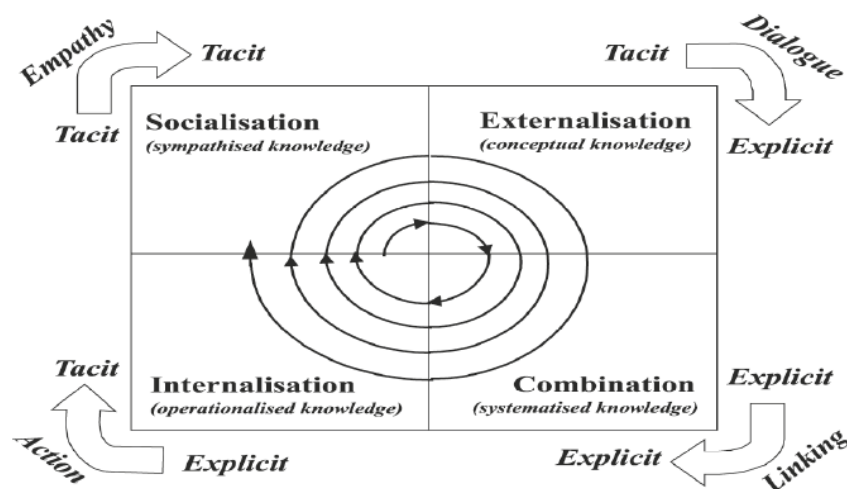 Empathy
Tacit
Tacit
Dialogue
Tacit
Explicit
Socialisation
(sympathised knowledge)
Externalisation
(conceptual knowledge)
Internalisation
(operationalised knowledge)
Combination
(systematised knowledge)
Tacit
Action
Explicit
Explicit
Explicit
Linking